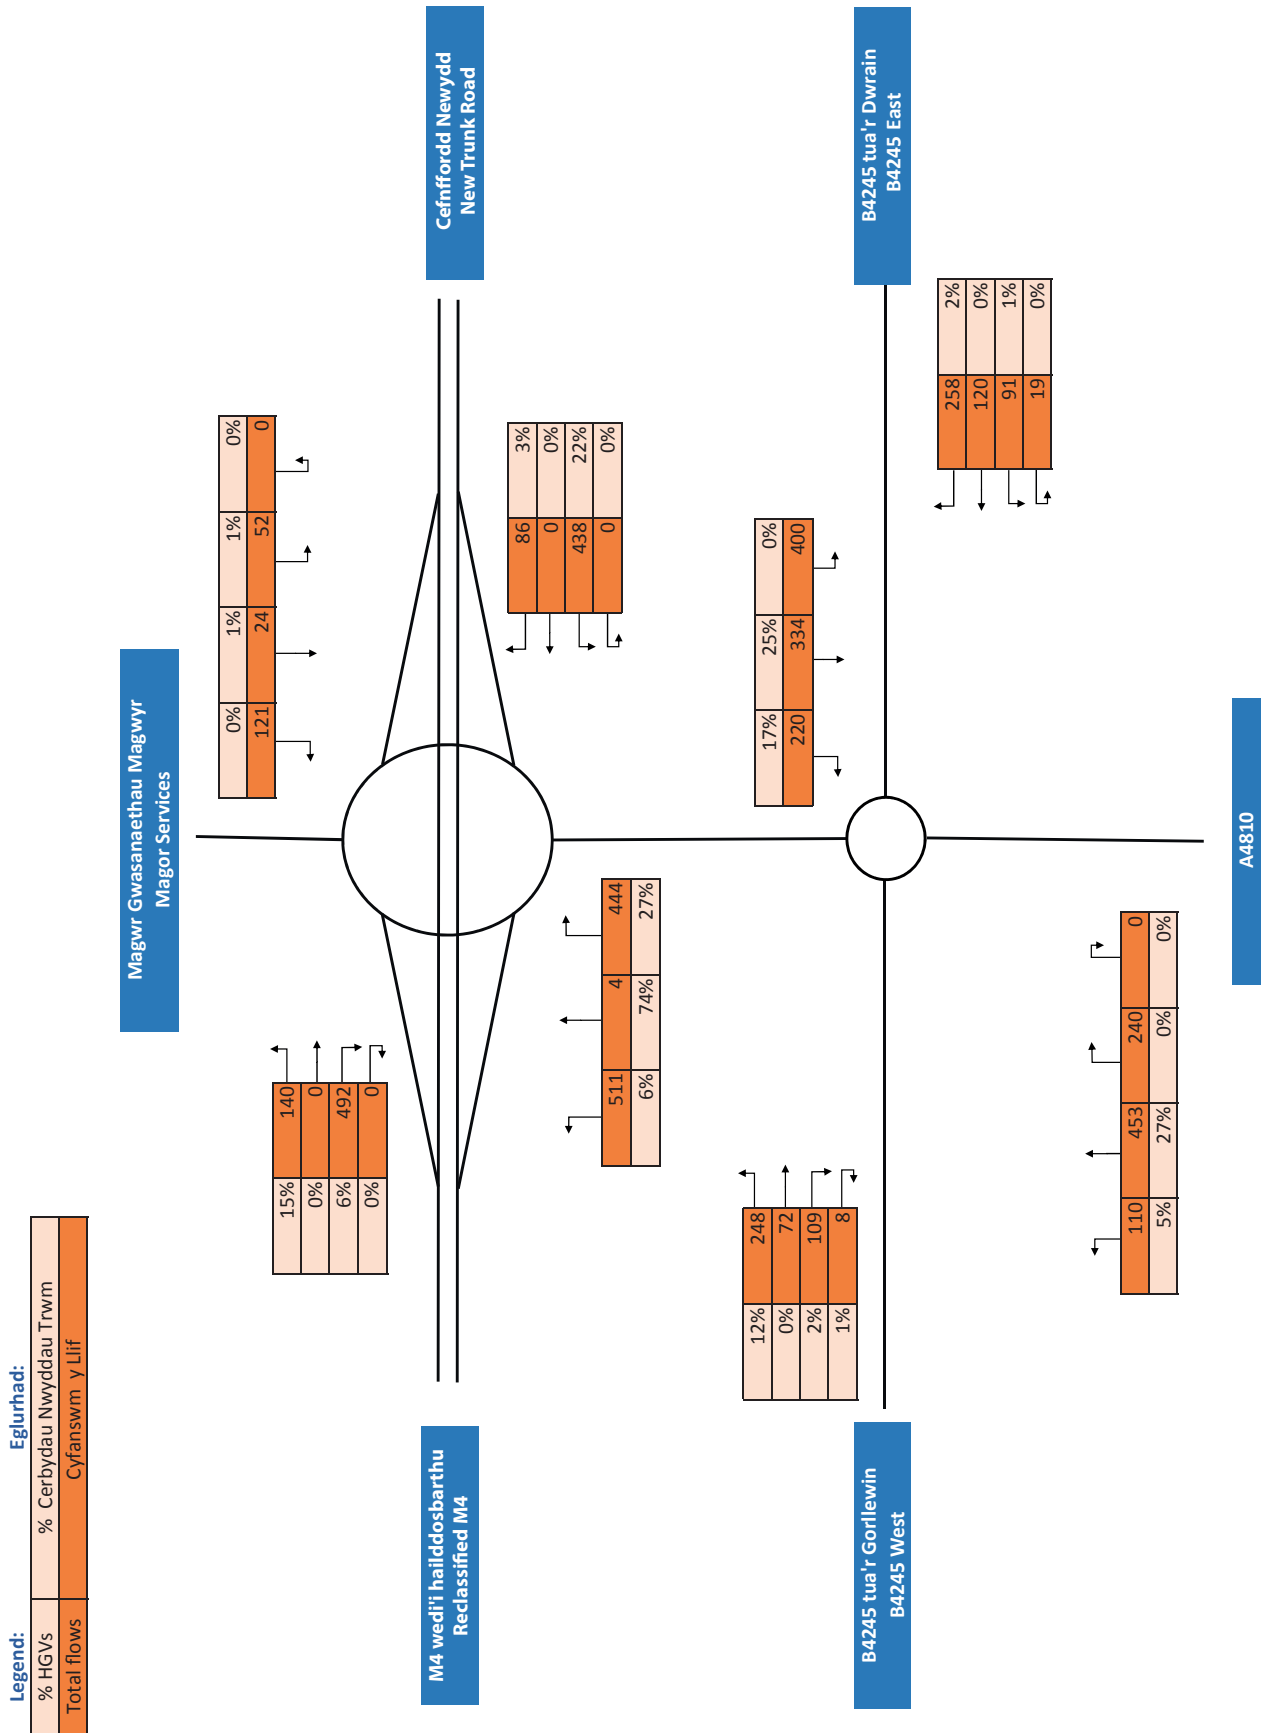 Legend:
Eglurhad:
% HGVs
% Cerbydau Nwyddau Trwm
Total flows
Cyfanswm y Llif
Magwr Gwasanaethau Magwyr
Magor Services
0% 1% 1% 0%
121 24 52 0
Cefnffordd Newydd
New Trunk Road
86 3%
0 0%
438 22%
0 0%
15% 140
0% 0
6% 492
0% 0
M4 wedi'i hailddosbarthu
Reclassified M4
511 4 444
6% 74% 27%
17% 25% 0%
220 334 400
B4245 tua'r Dwrain
B4245 East
258 2%
120 0%
91 1%
19 0%
12% 248
0% 72
2% 109
1% 8
B4245 tua'r Gorllewin
B4245 West
110 453 240 0
5% 27% 0% 0%
A4810